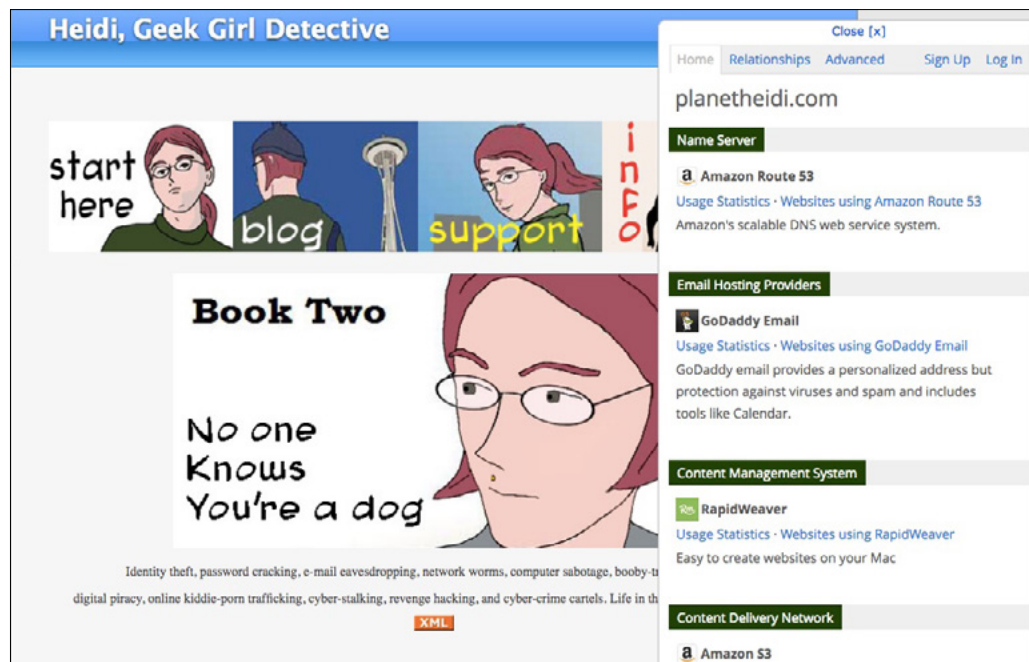 Heidi, Geek Girl Detective
start
here
blog
support
info
Book Two
No one
Knows
You're a dog
Identity theft, password cracking, e-mail eavesdropping, network worms, computer sabotage,
digital piracy, online kiddie-porn trafficking, cyber-stalking, revenge hacking, and cyber-crime cartels. Life in
XML
Close [x]
Home Relationships Advanced Sign Up Log In
planetheidi.com
Name Server
a Amazon Route 53
Usage Statistics · Websites using Amazon Route 53
Amazon's scalable DNS web service system.
Email Hosting Providers
GoDaddy Email
Usage Statistics · Websites using GoDaddy Email
GoDaddy email provides a personalized address but
protection against viruses and spam and includes
tools like Calendar.
Content Management System
RapidWeaver
Usage Statistics · Websites using RapidWeaver
Easy to create websites on your Mac
Content Delivery Network
a Amazon S3